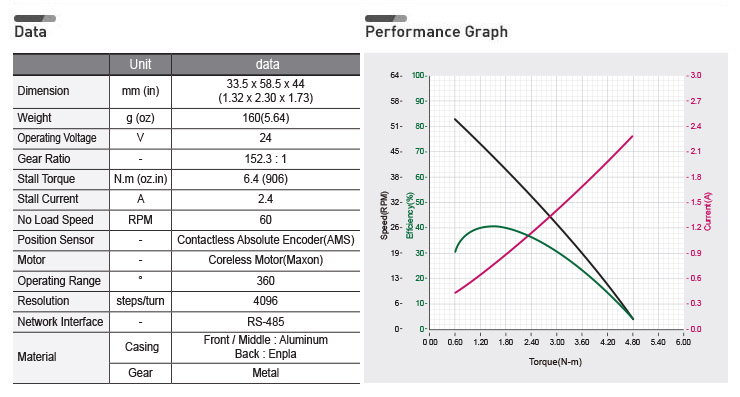 Data
Unit data
Dimension mm (in) 33.5 x 58.5 x 44
(1.32 x 2.30 x 1.73)
Weight g (oz) 160(5.64)
Operating Voltage V 24
Gear Ratio - 152.3 : 1
Stall Torque N.m (oz.in) 6.4 (906)
Stall Current A 2.4
No Load Speed RPM 60
Position Sensor - Contactless Absolute Encoder(AMS)
Motor - Coreless Motor(Maxon)
Operating Range ° 360
Resolution steps/turn 4096
Network Interface - RS-485
Material Casing Front / Middle : Aluminum
Back : Enpla
Gear Metal
Performance Graph
64- 100- - 3.0
58- 90- - 2.7
51- 80- - 2.4
45- 70- - 2.1
38- 60- - 1.8
32- 50- - 1.5
26- 40- - 1.2
19- 30- - 0.9
13- 20- - 0.6
6- 10- - 0.3
0- 0- - 0.0
Speed(RPM)
Efficiency(%)
Current(A)
0.00 0.60 1.20 1.80 2.40 3.00 3.60 4.20 4.80 5.40 6.00
Torque(N-m)